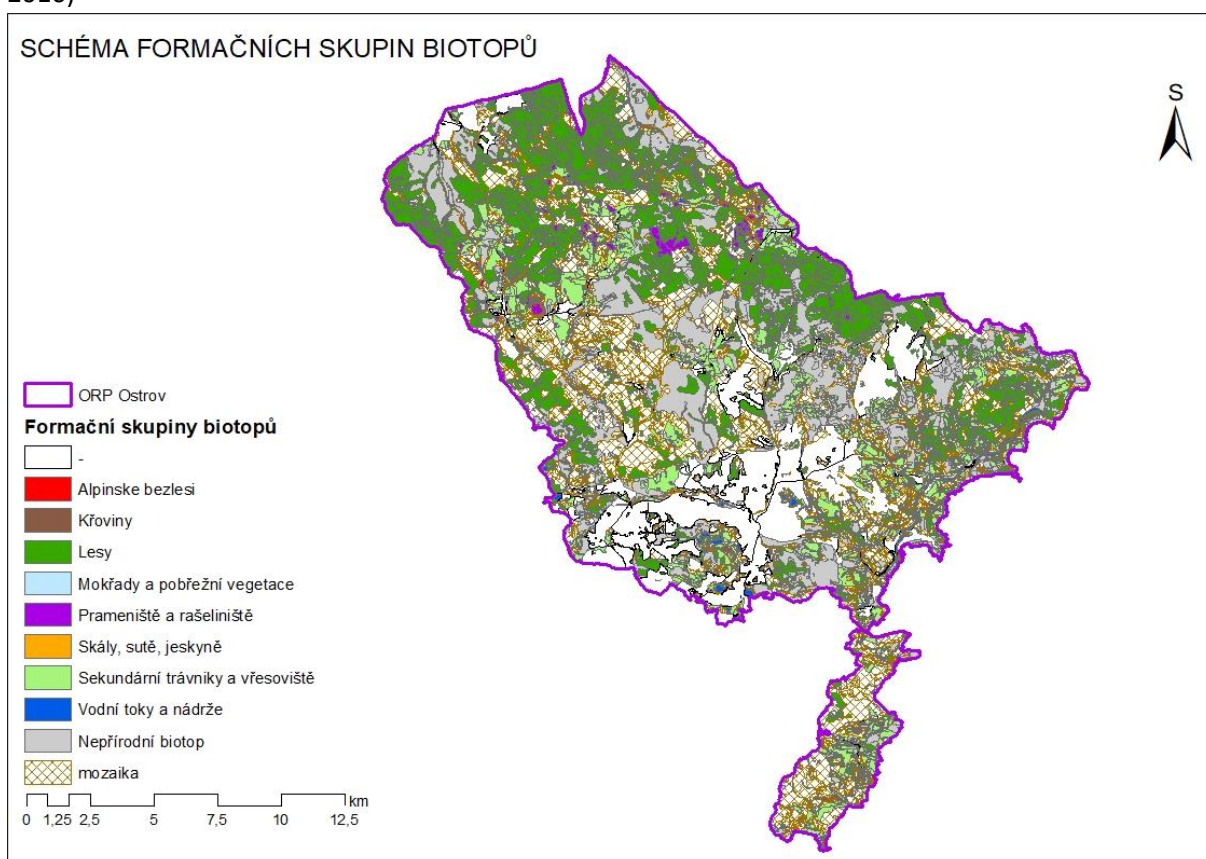 SCHÉMA FORMAČNÍCH SKUPIN BIOTOPŮ
S
ORP Ostrov
Formační skupiny biotopů
-
Alpinske bezlesi
Křoviny
Lesy
Mokřady a pobřežní vegetace
Prameniště a rašeliniště
Skály, sutě, jeskyně
Sekundární trávníky a vřesoviště
Vodní toky a nádrže
Nepřírodní biotop
mozaika
km
0 1,25 2,5 5 7,5 10 12,5